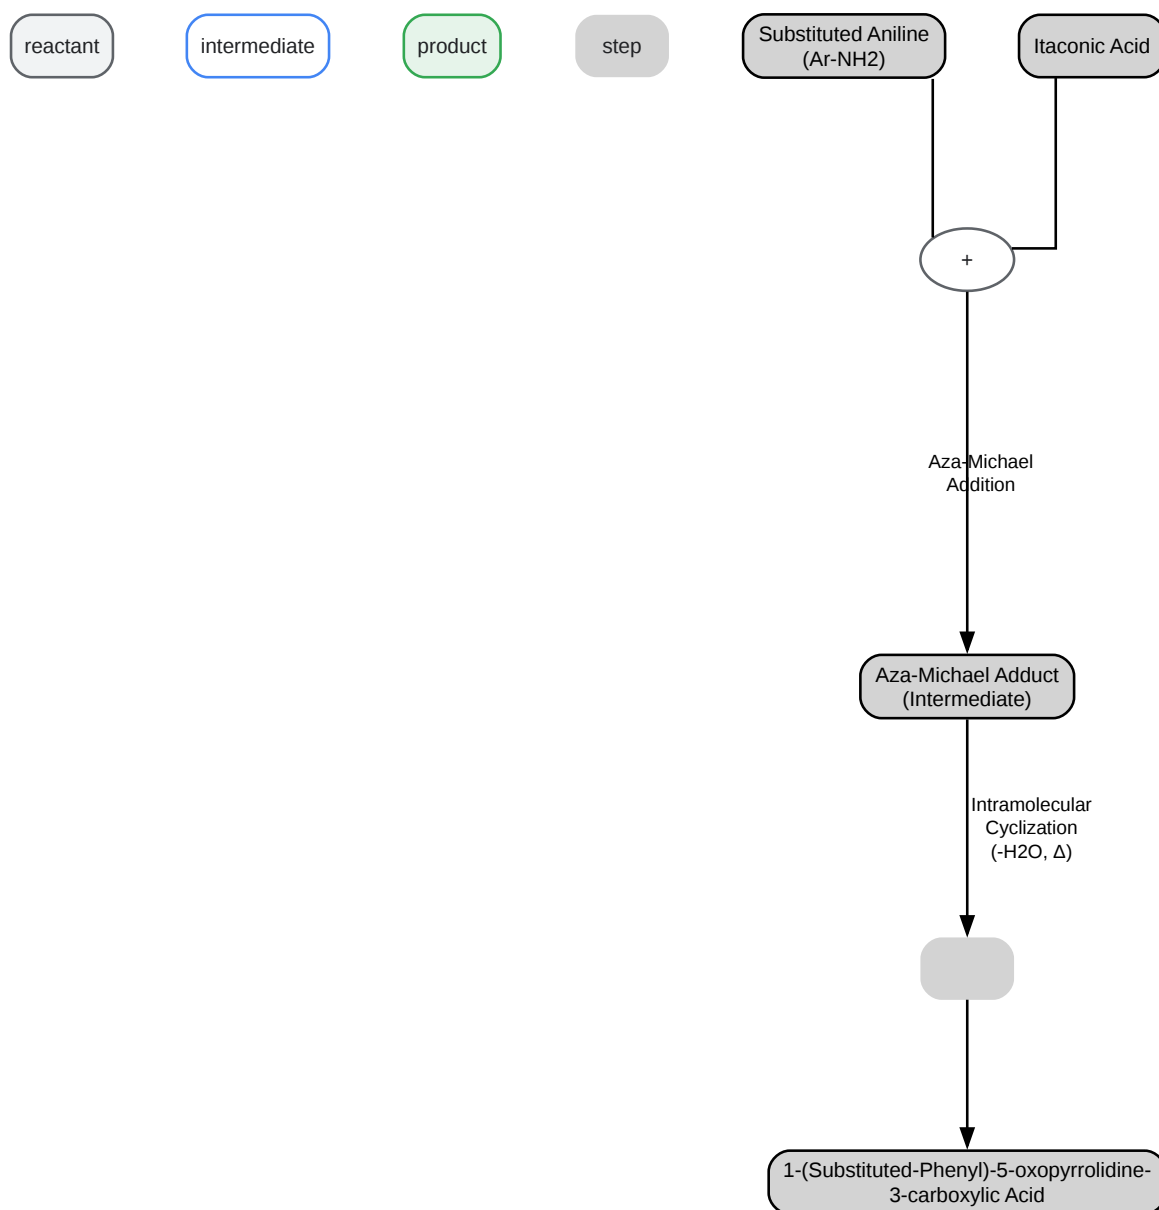 reactant
intermediate
product
step
Substituted Aniline
(Ar-NH2)
Itaconic Acid
+
Aza-Michael
Addition
Aza-Michael Adduct
(Intermediate)
Intramolecular
Cyclization
(-H2O, Δ)
1-(Substituted-Phenyl)-5-oxopyrrolidine-
3-carboxylic Acid